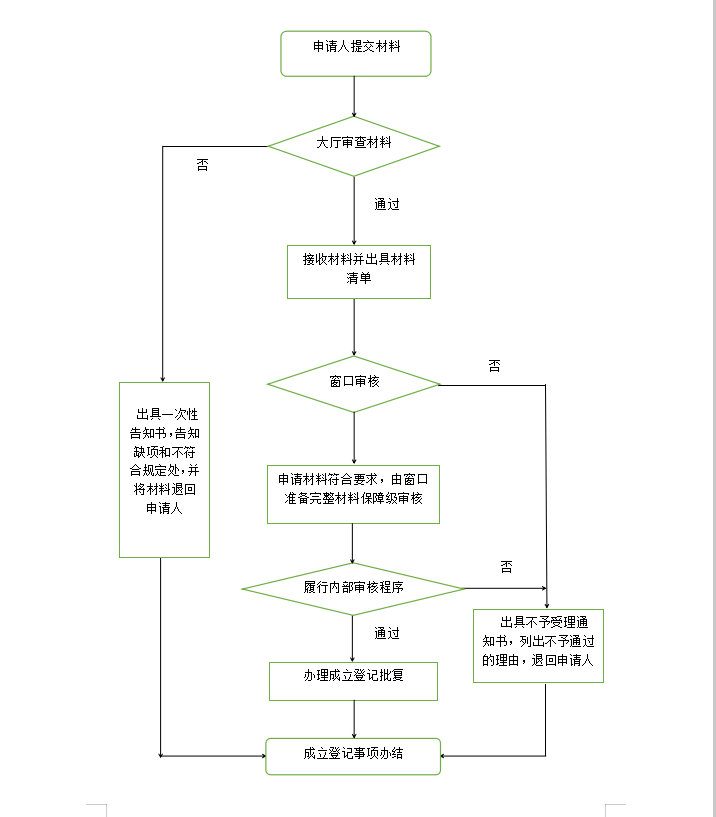 申请人提交材料
大厅审查材料
否
通过
接收材料并出具材料
清单
否
窗口审核
出具一次性
告知书，告知
缺项和不符
合规定处，并
将材料退回
申请人
申请材料符合要求，由窗口
准备完整材料保障级审核
否
履行内部审核程序
出具不予受理通
知书，列出不予通过
的理由，退回申请人
通过
办理成立登记批复
成立登记事项办结